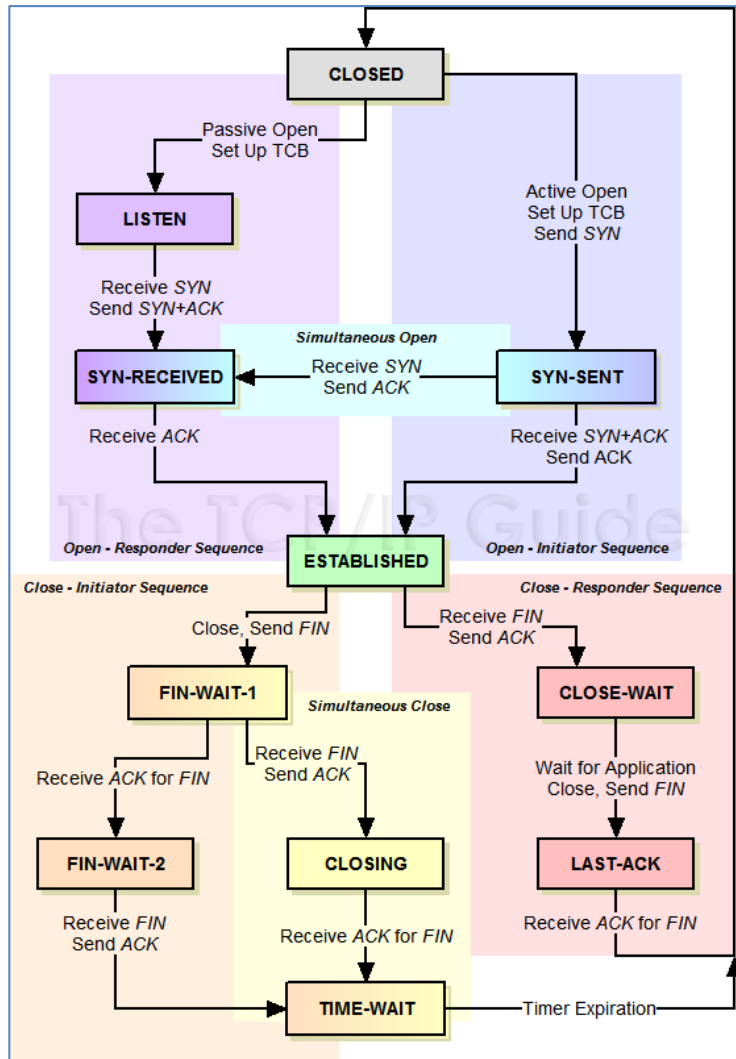 CLOSED
Passive Open
Set Up TCB
Active Open
Set Up TCB
Send SYN
LISTEN
Receive SYN
Send SYN+ACK
Simultaneous Open
SYN-RECEIVED
Receive SYN
Send ACK
SYN-SENT
Receive ACK
Receive SYN+ACK
Send ACK
The TCP/IP Guide
Open - Responder Sequence
ESTABLISHED
Open - Initiator Sequence
Close - Initiator Sequence
Close - Responder Sequence
Close, Send FIN
Receive FIN
Send ACK
FIN-WAIT-1
Simultaneous Close
CLOSE-WAIT
Receive ACK for FIN
Receive FIN
Send ACK
Wait for Application
Close, Send FIN
FIN-WAIT-2
CLOSING
LAST-ACK
Receive FIN
Send ACK
Receive ACK for FIN
Receive ACK for FIN
TIME-WAIT
Timer Expiration